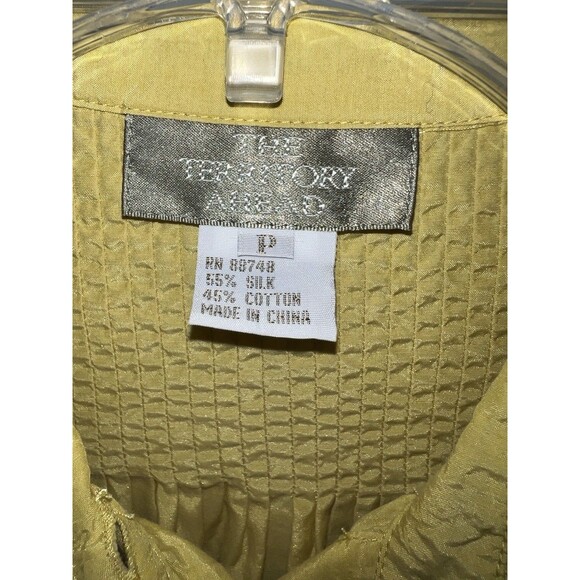 THE
TERRITORY
AHEAD
P
RN 88748
55% SILK
45% COTTON
MADE IN CHINA